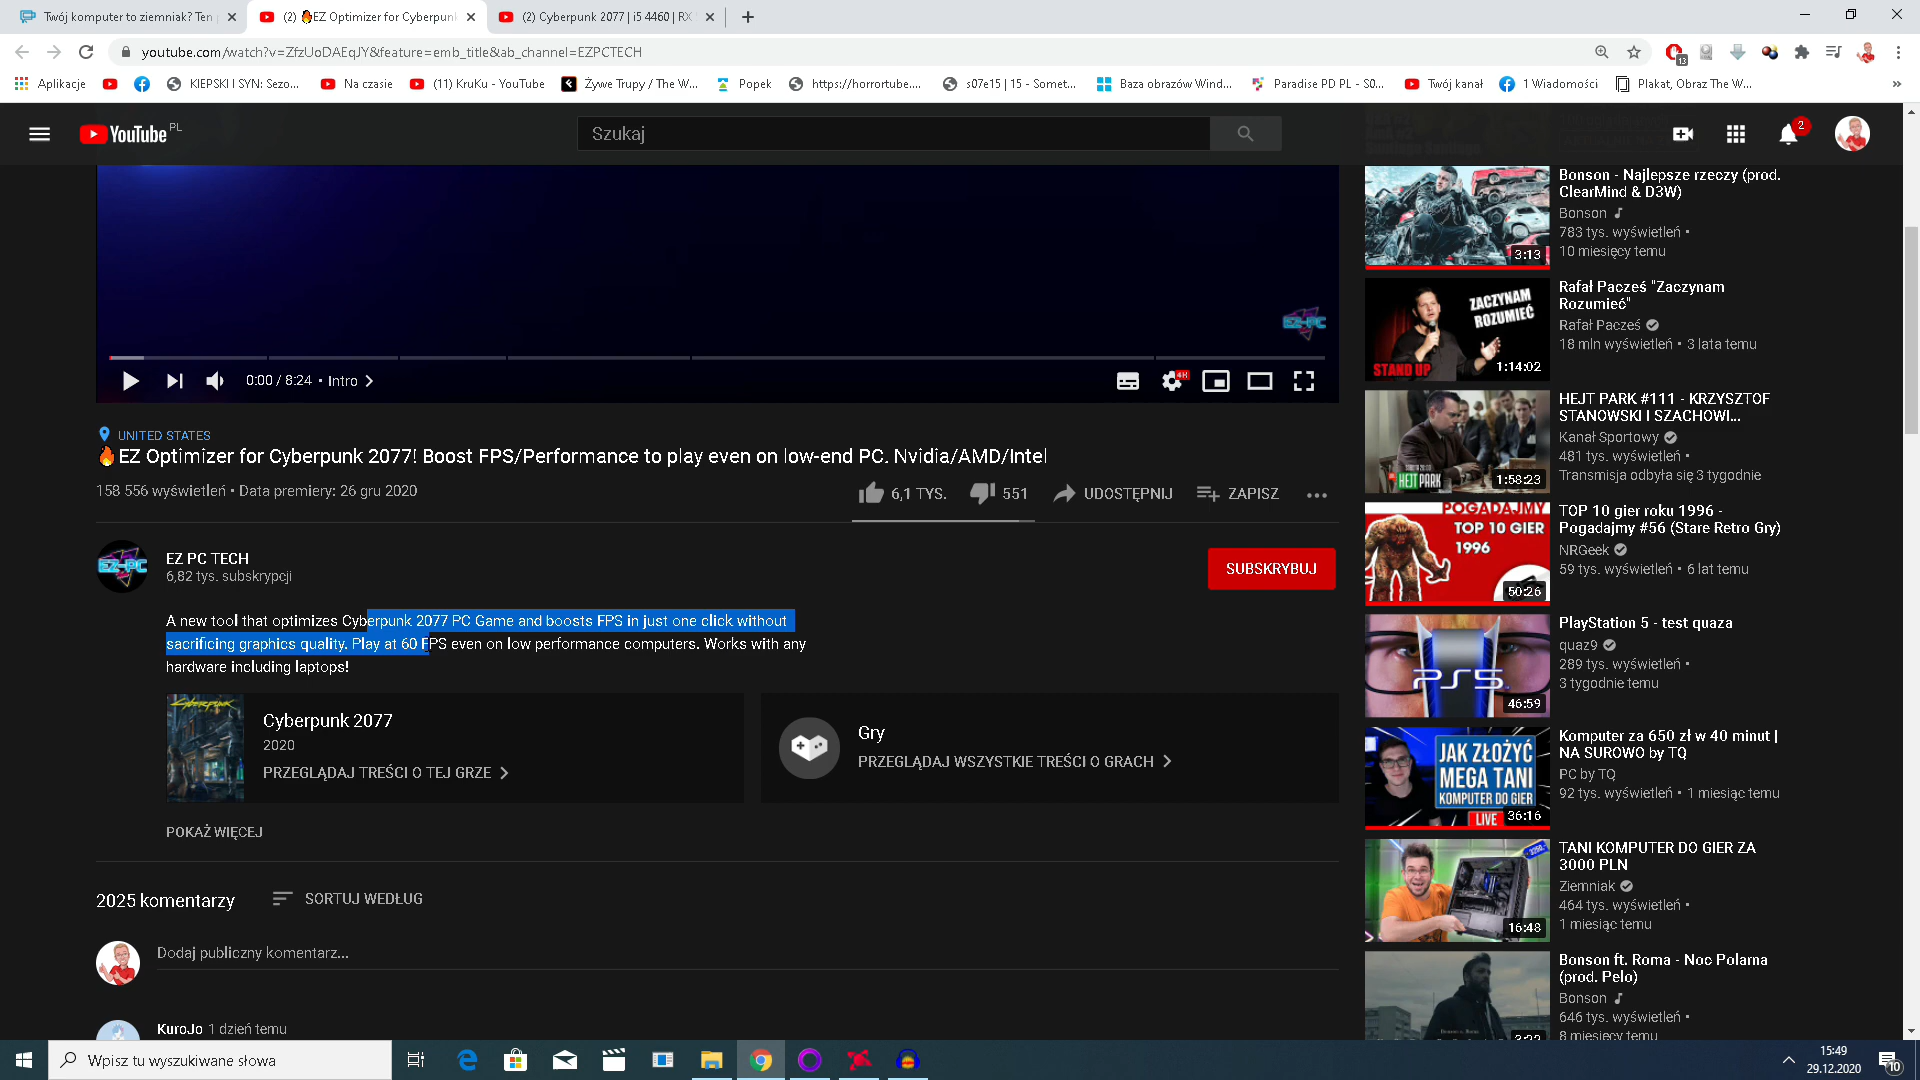 Twój komputer to ziemniak? Ten
(2) 🔥EZ Optimizer for Cyberpunk
(2) Cyberpunk 2077 | i5 4460 | RX
youtube.com/watch?v=ZfzUoDAEqJY&feature=emb_title&ab_channel=EZPCTECH
13
Aplikacje
KIEPSKI I SYN: Sezo...
Na czasie
(11) KruKu - YouTube
Żywe Trupy / The W...
Popek
https://horrortube....
s07e15 | 15 - Somet...
Baza obrazów Wind...
Paradise PD PL - S0...
Twój kanał
1 Wiadomości
Plakat, Obraz The W...
»
YouTube PL
Szukaj
2
EZ-PC
0:00 / 8:24 • Intro
4K
UNITED STATES
🔥EZ Optimizer for Cyberpunk 2077! Boost FPS/Performance to play even on low-end PC. Nvidia/AMD/Intel
158 556 wyświetleń • Data premiery: 26 gru 2020
6,1 TYS.
551
UDOSTĘPNIJ
ZAPISZ
EZ-PC
EZ PC TECH
6,82 tys. subskrypcji
SUBSKRYBUJ
A new tool that optimizes Cyberpunk 2077 PC Game and boosts FPS in just one click without
sacrificing graphics quality. Play at 60 FPS even on low performance computers. Works with any
hardware including laptops!
Cyberpunk
Cyberpunk 2077
2020
PRZEGLĄDAJ TREŚCI O TEJ GRZE
Gry
PRZEGLĄDAJ WSZYSTKIE TREŚCI O GRACH
POKAŻ WIĘCEJ
2025 komentarzy
SORTUJ WEDŁUG
Dodaj publiczny komentarz...
KuroJo 1 dzień temu
3:13
Bonson - Najlepsze rzeczy (prod.
ClearMind & D3W)
Bonson
783 tys. wyświetleń •
10 miesięcy temu
ZACZYNAM
ROZUMIEĆ
STAND UP
1:14:02
Rafał Pacześ "Zaczynam
Rozumieć"
Rafał Pacześ
18 mln wyświetleń • 3 lata temu
HEJT PARK
1:58:23
HEJT PARK #111 - KRZYSZTOF
STANOWSKI I SZACHOWI...
Kanał Sportowy
481 tys. wyświetleń •
Transmisja odbyła się 3 tygodnie
POGADAJMY
TOP 10 GIER
1996
50:26
TOP 10 gier roku 1996 -
Pogadajmy #56 (Stare Retro Gry)
NRGeek
59 tys. wyświetleń • 6 lat temu
PS5
46:59
PlayStation 5 - test quaza
quaz9
289 tys. wyświetleń •
3 tygodnie temu
JAK ZŁOŻYĆ
MEGA TANI
KOMPUTER DO GIER
LIVE
36:16
Komputer za 650 zł w 40 minut |
NA SUROWO by TQ
PC by TQ
92 tys. wyświetleń • 1 miesiąc temu
16:48
TANI KOMPUTER DO GIER ZA
3000 PLN
Ziemniak
464 tys. wyświetleń •
1 miesiąc temu
Bonson ft. Roma - Noc Polarna
(prod. Pelo)
Bonson
646 tys. wyświetleń •
8 miesięcy temu
Wpisz tu wyszukiwane słowa
15:49
29.12.2020
10